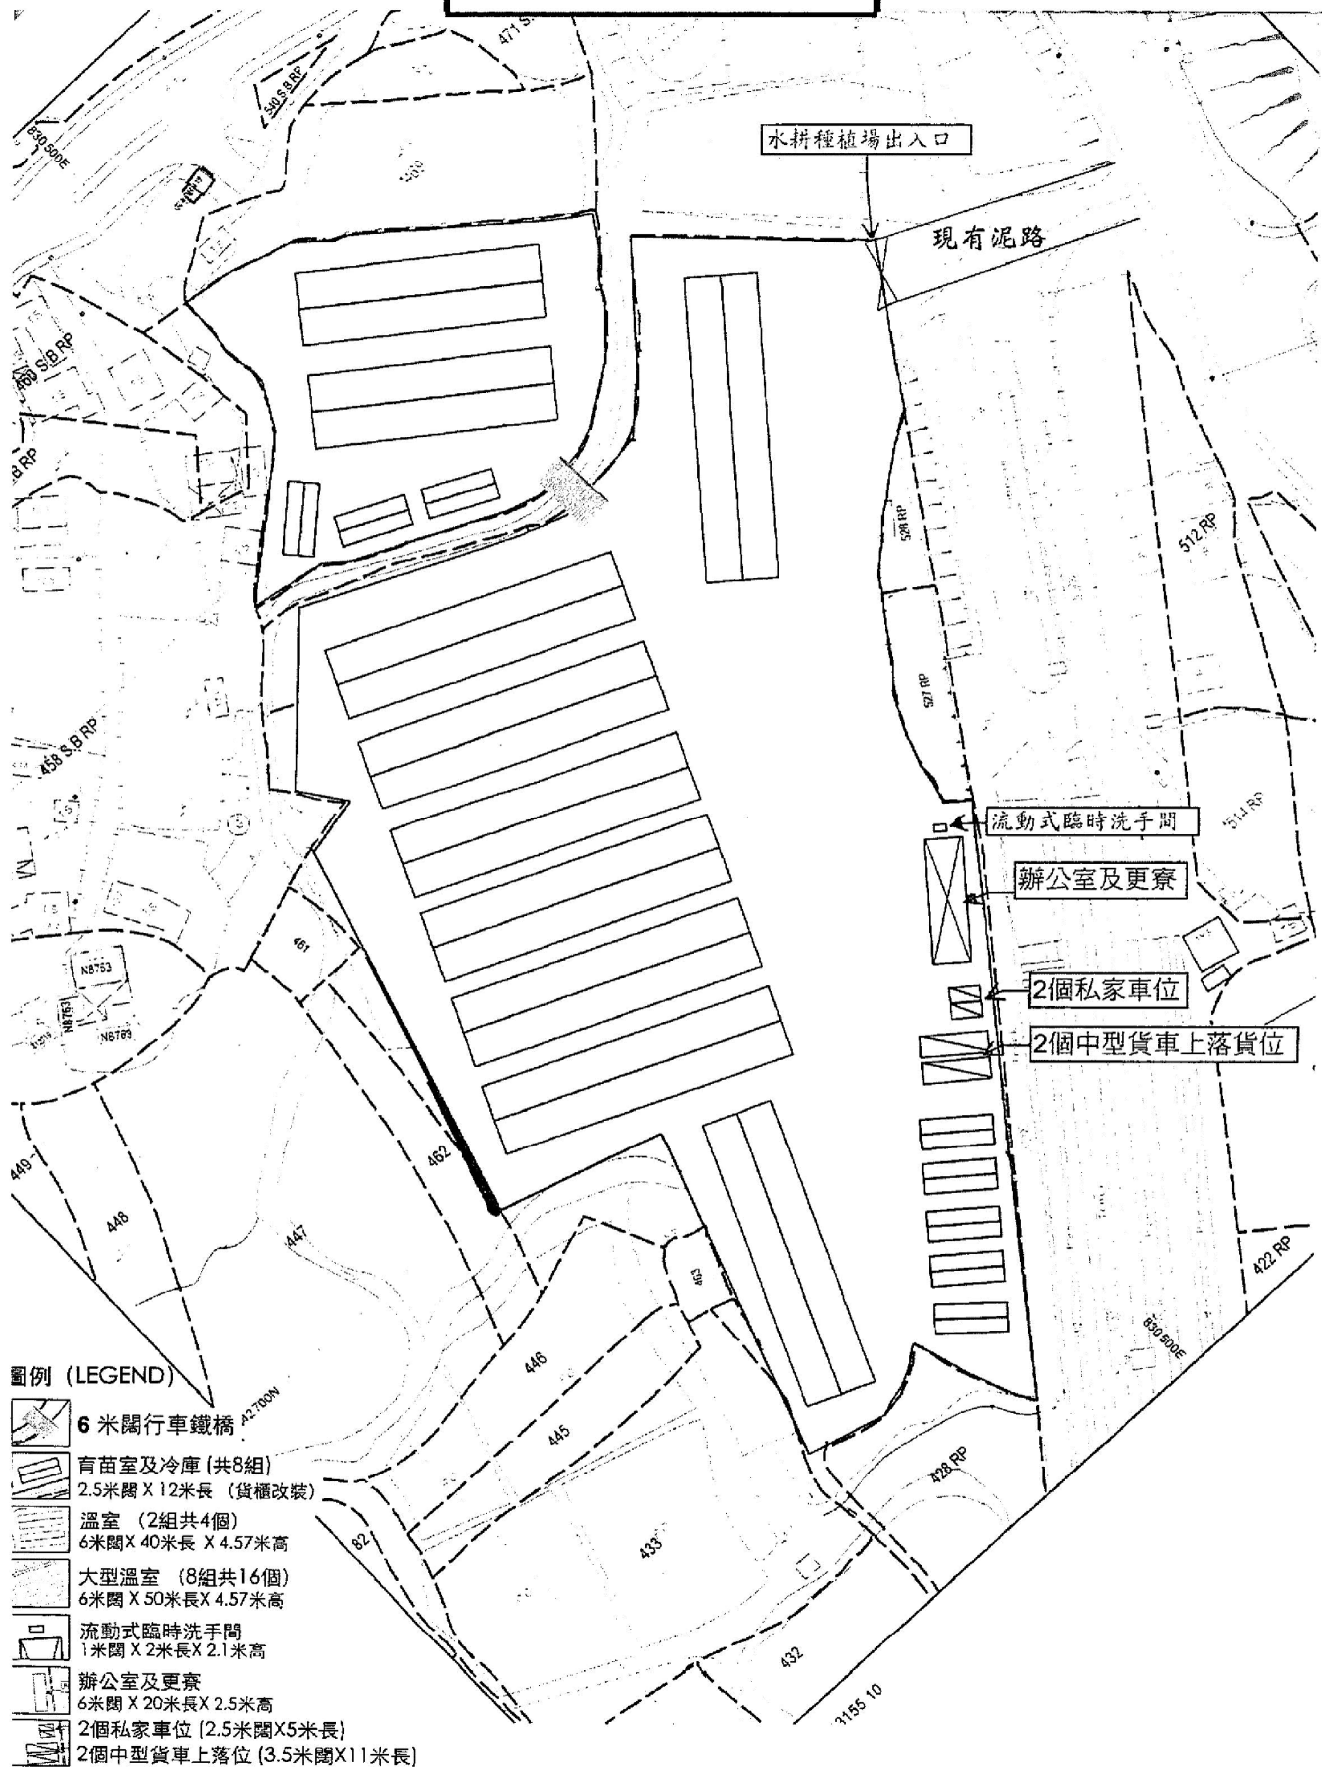 471 S.
540 S.B RP
830 500E
水耕種植場出入口
現有泥路
460 S.B RP
B RP
528 RP
512 RP
527 RP
458 S.B RP
流動式臨時洗手間
511 RP
辦公室及更寮
461
N8753
2個私家車位
N8763
N8769
2個中型貨車上落貨位
462
449
448
447
463
422 RP
830 600E
446
圖例 (LEGEND)
42700N
6 米闊行車鐵橋
445
育苗室及冷庫 (共8組)
2.5米闊 X 12米長 (貨櫃改裝)
428 RP
溫室 (2組共4個)
6米闊 X 40米長 X 4.57米高
82
433
大型溫室 (8組共16個)
6米闊 X 50米長 X 4.57米高
流動式臨時洗手間
1米闊 X 2米長X 2.1米高
432
辦公室及更寮
6米闊 X 20米長X 2.5米高
3155 10
2個私家車位 (2.5米闊X5米長)
2個中型貨車上落位 (3.5米闊X11米長)